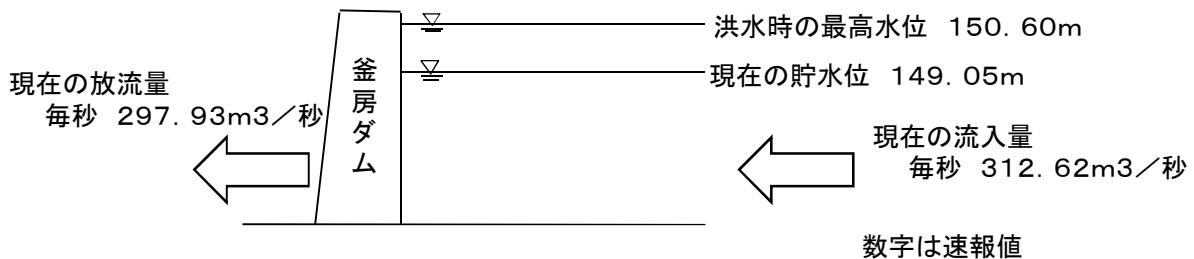 洪水時の最高水位　150．60m
現在の貯水位　149．05m
現在の放流量
毎秒　297．93m3／秒
釜房ダム
現在の流入量
毎秒　312．62m3／秒
数字は速報値